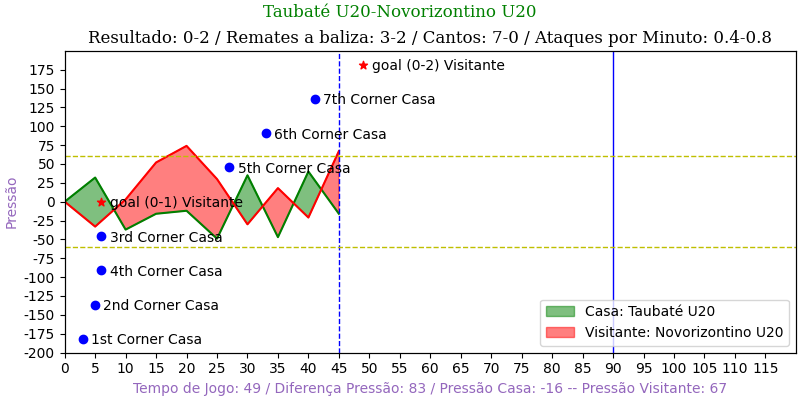 Taubaté U20-Novorizontino U20
Resultado: 0-2 / Remates a baliza: 3-2 / Cantos: 7-0 / Ataques por Minuto: 0.4-0.8
Pressão
175
150
125
100
75
50
25
0
-25
-50
-75
-100
-125
-150
-175
-200
goal (0-2) Visitante
7th Corner Casa
6th Corner Casa
5th Corner Casa
goal (0-1) Visitante
3rd Corner Casa
4th Corner Casa
2nd Corner Casa
1st Corner Casa
Casa: Taubaté U20
Visitante: Novorizontino U20
0 5 10 15 20 25 30 35 40 45 50 55 60 65 70 75 80 85 90 95 100 105 110 115
Tempo de Jogo: 49 / Diferença Pressão: 83 / Pressão Casa: -16 -- Pressão Visitante: 67